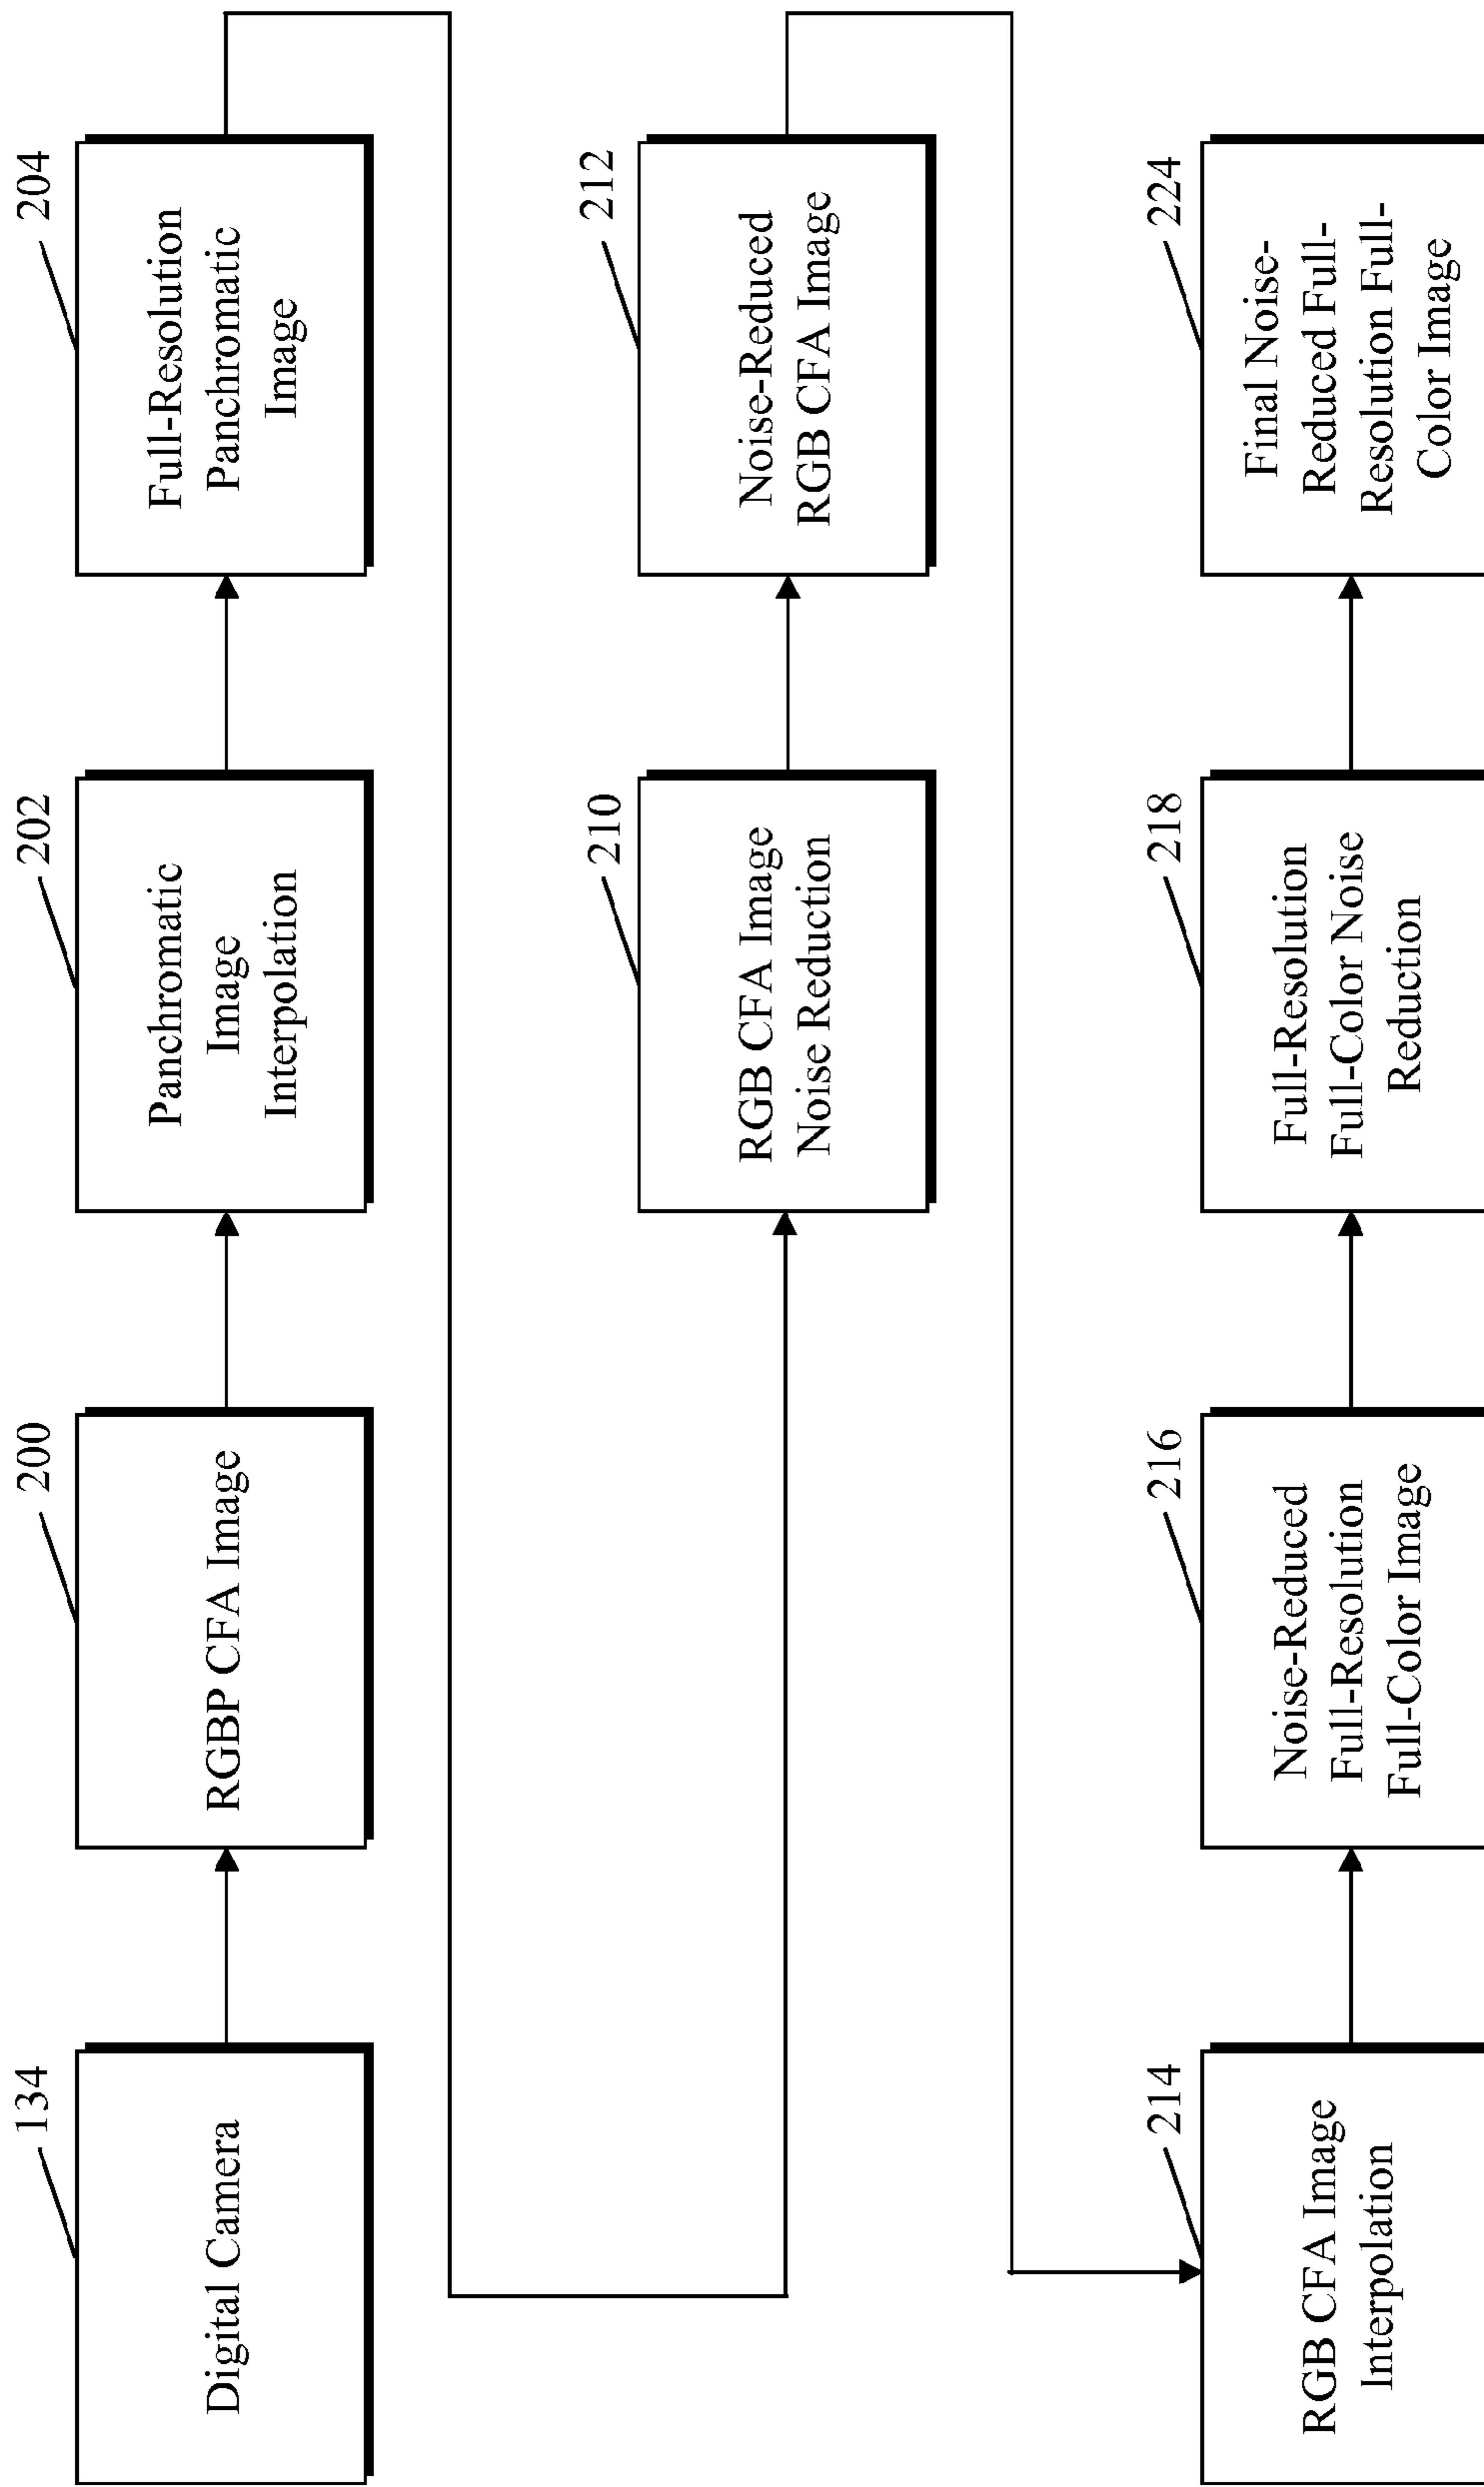 134
Digital Camera
200
RGBP CFA Image
202
Panchromatic
Image
Interpolation
204
Full-Resolution
Panchromatic
Image
210
RGB CFA Image
Noise Reduction
212
Noise-Reduced
RGB CFA Image
214
RGB CFA Image
Interpolation
216
Noise-Reduced
Full-Resolution
Full-Color Image
218
Full-Resolution
Full-Color Noise
Reduction
224
Final Noise-
Reduced Full-
Resolution Full-
Color Image